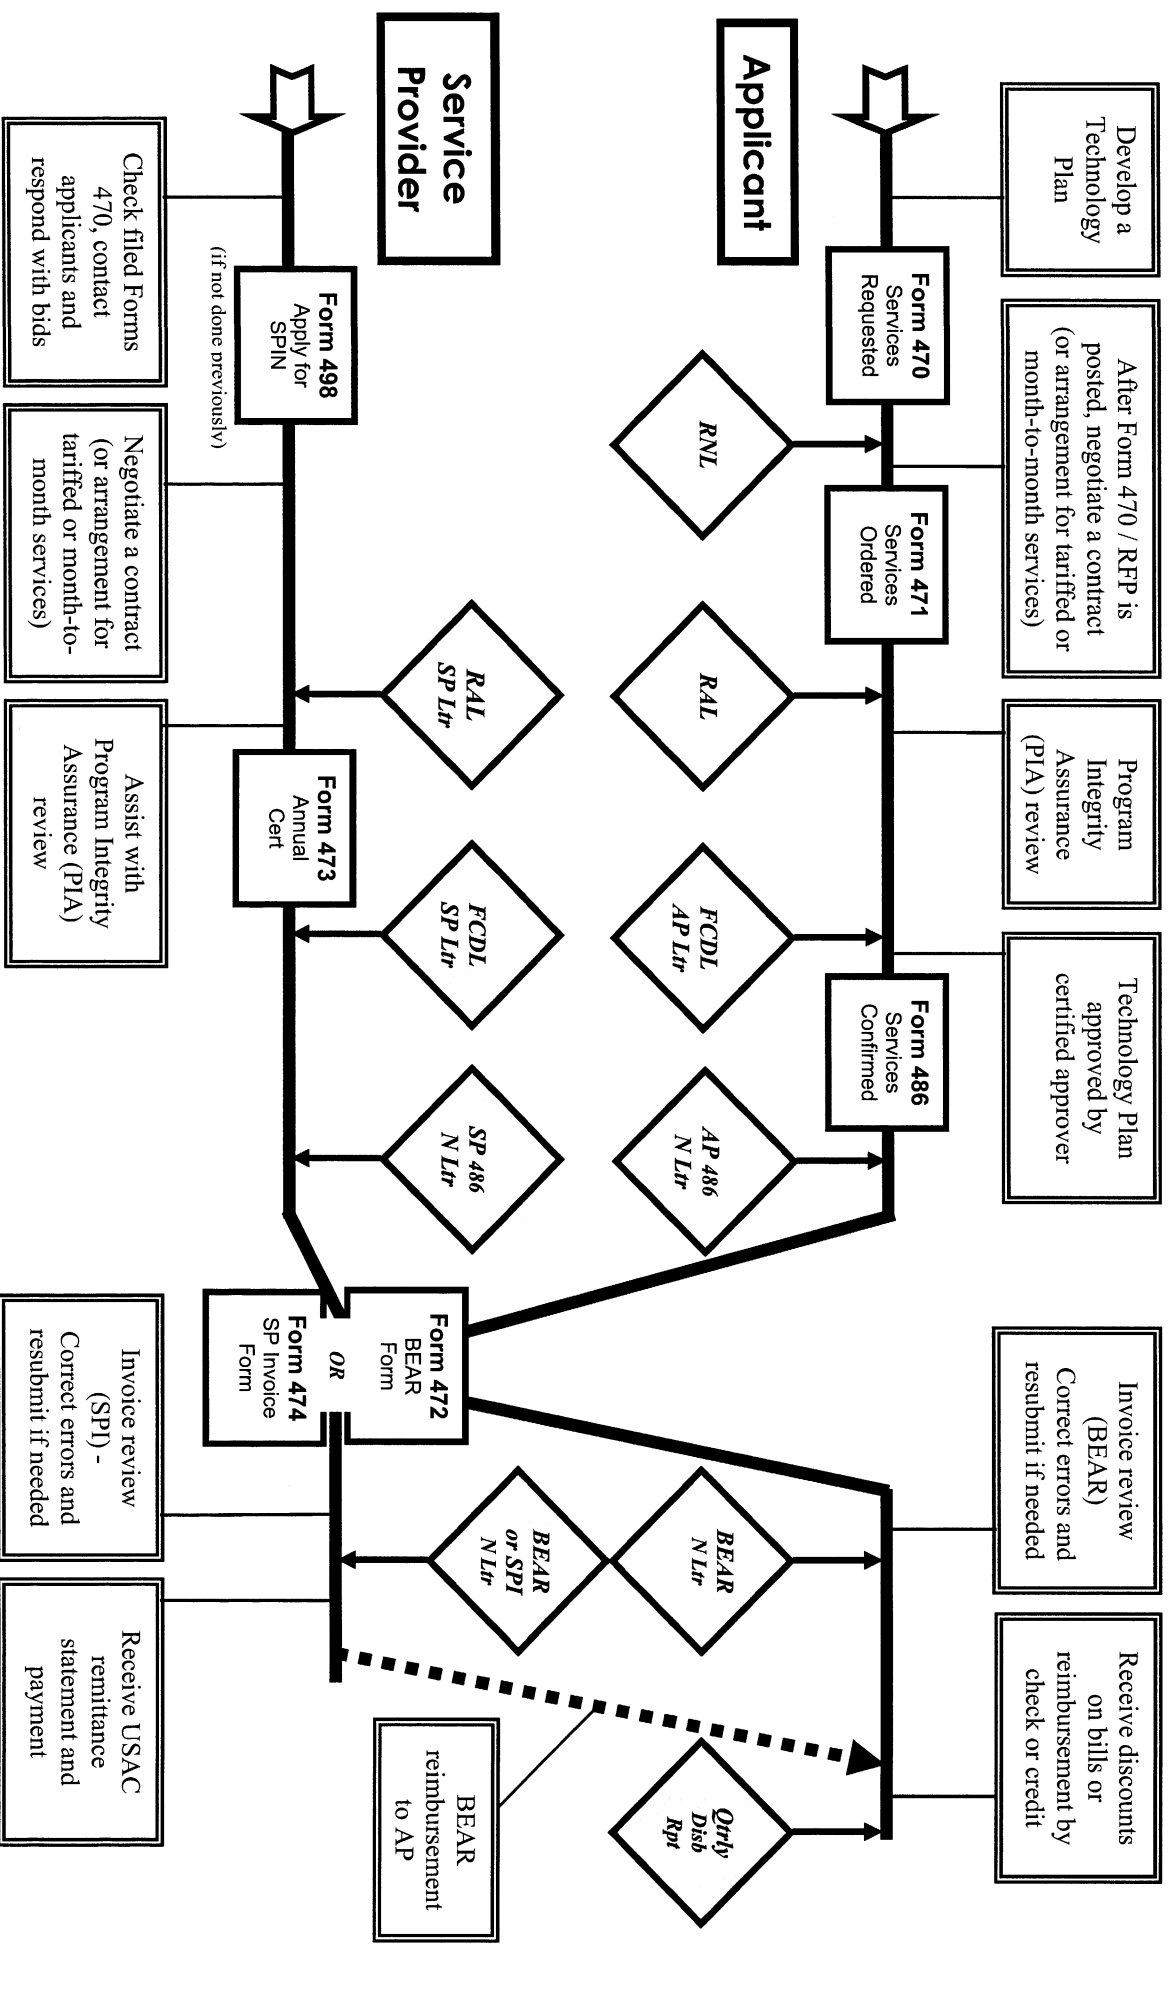 Develop a
Technology
Plan
After Form 470 / RFP is
posted, negotiate a contract
(or arrangement for tariffed or
month-to-month services)
Program
Integrity
Assurance
(PIA) review
Technology Plan
approved by
certified approver
Invoice review
(BEAR)
Correct errors and
resubmit if needed
Receive discounts
on bills or
reimbursement by
check or credit
Form 470
Services
Requested
Form 471
Services
Ordered
Form 486
Services
Confirmed
Applicant
RNL
RAL
FCDL
AP Ltr
AP 486
N Ltr
BEAR
N Ltr
Qtrly
Disb
Rpt
Service
Provider
RAL
SP Ltr
FCDL
SP Ltr
SP 486
N Ltr
Form 472
BEAR
Form
OR
Form 474
SP Invoice
Form
BEAR
or SPI
N Ltr
BEAR
reimbursement
to AP
Form 498
Apply for
SPIN
(if not done previously)
Form 473
Annual
Cert
Check filed Forms
470, contact
applicants and
respond with bids
Negotiate a contract
(or arrangement for
tariffed or month-to-
month services)
Assist with
Program Integrity
Assurance (PIA)
review
Invoice review
(SPI) -
Correct errors and
resubmit if needed
Receive USAC
remittance
statement and
payment